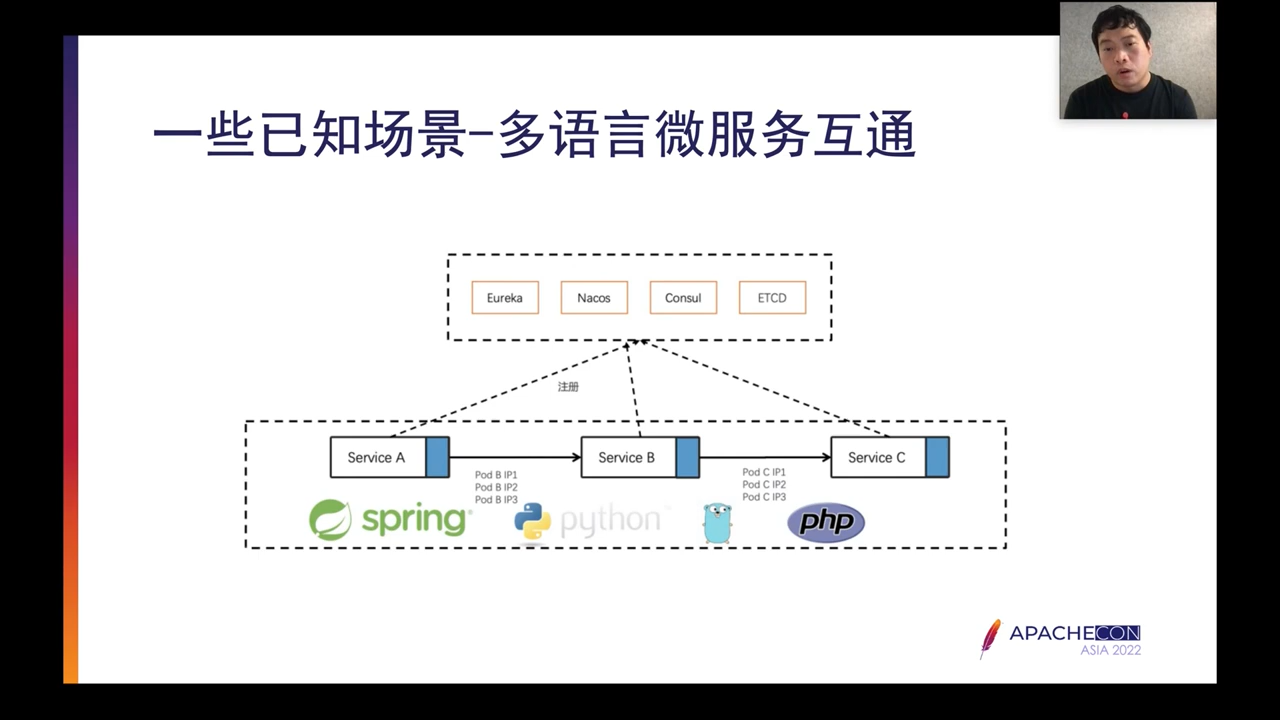 一些已知场景-多语言微服务互通
Eureka
Nacos
Consul
ETCD
注册
Service A
Service B
Service C
Pod B IP1
Pod B IP2
Pod B IP3
Pod C IP1
Pod C IP2
Pod C IP3
spring
python
php
APACHECON
ASIA 2022